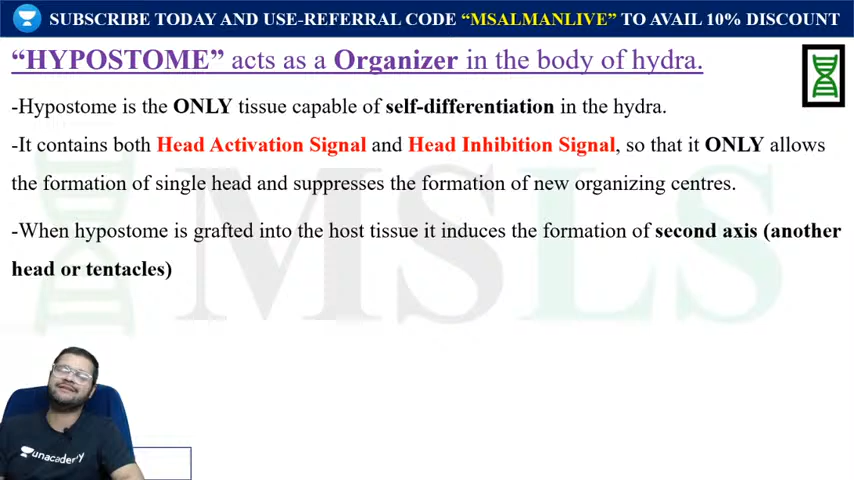 SUBSCRIBE TODAY AND USE-REFERRAL CODE “MSALMANLIVE” TO AVAIL 10% DISCOUNT
“HYPOSTOME” acts as a Organizer in the body of hydra.
-Hypostome is the ONLY tissue capable of self-differentiation in the hydra.
-It contains both Head Activation Signal and Head Inhibition Signal, so that it ONLY allows
the formation of single head and suppresses the formation of new organizing centres.
-When hypostome is grafted into the host tissue it induces the formation of second axis (another
head or tentacles)
MSLS
unacademy